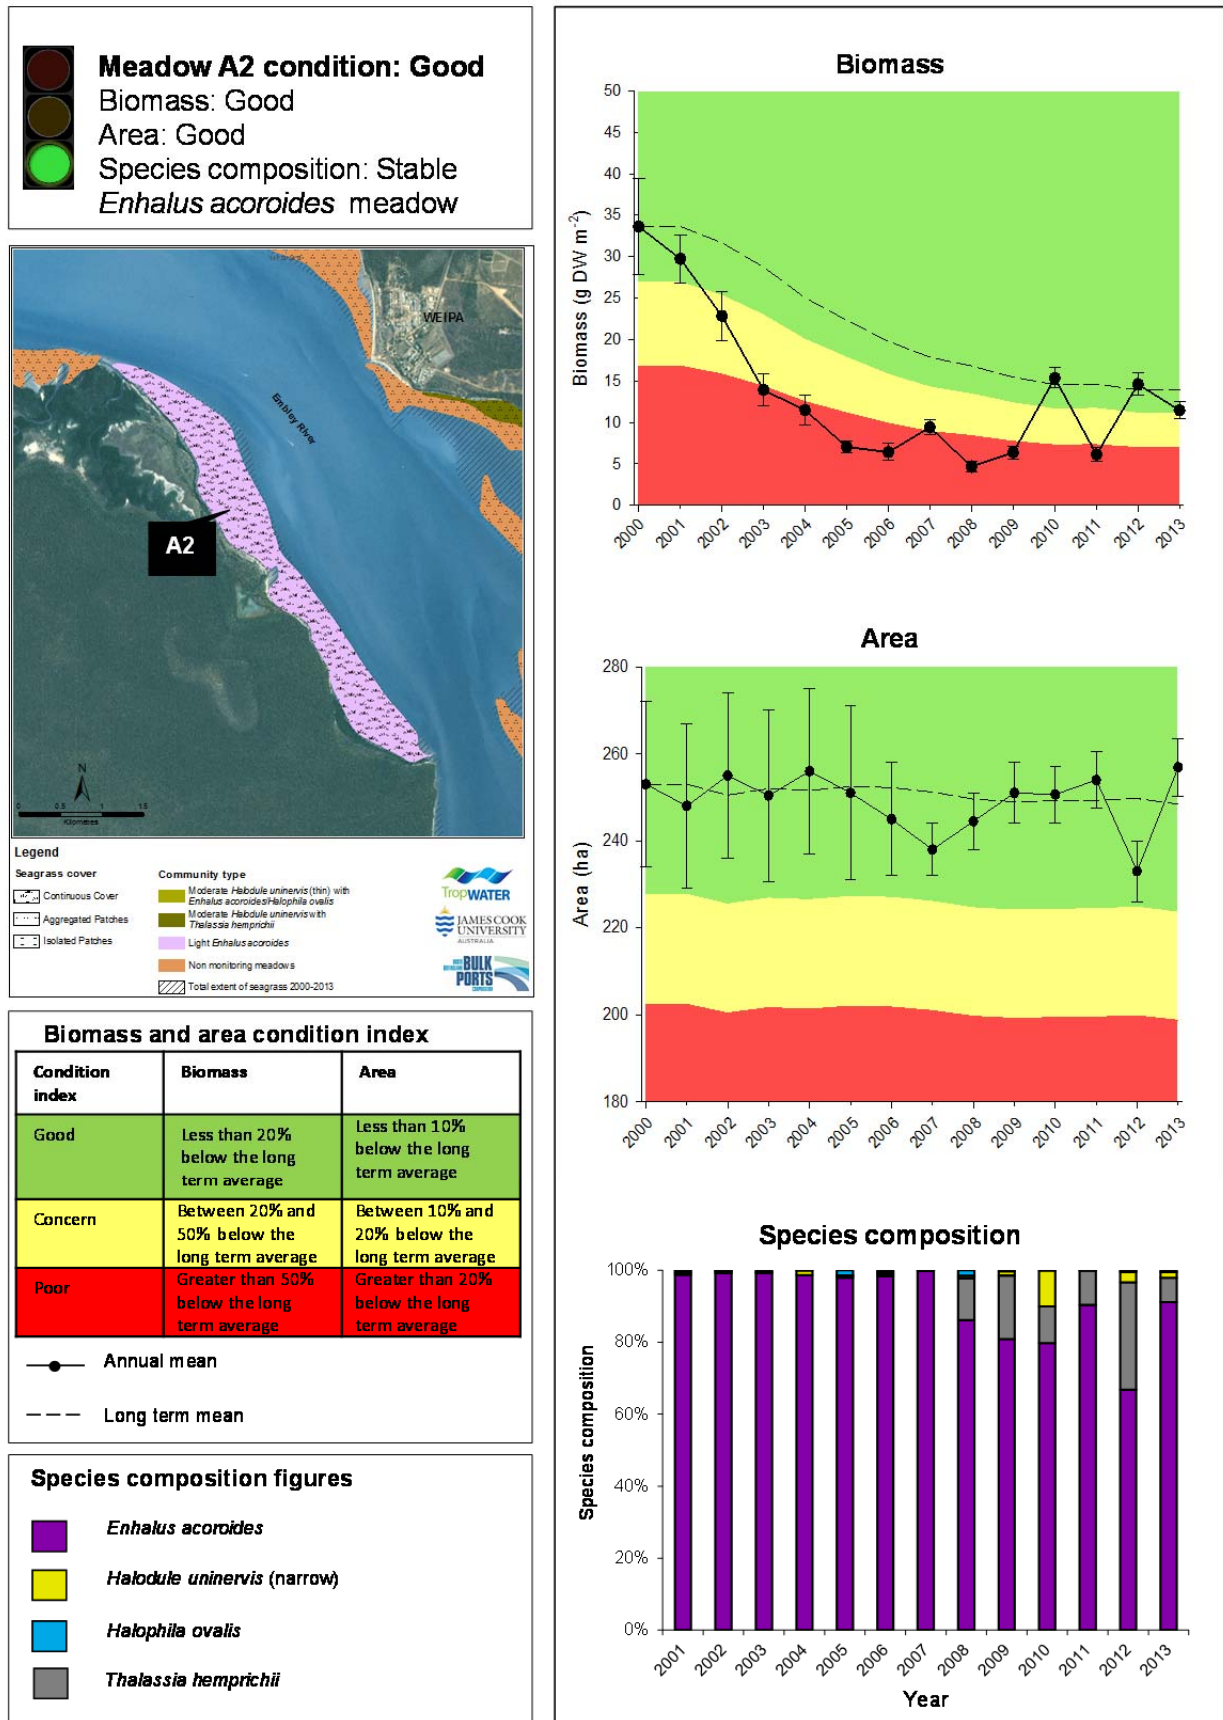 Meadow A2 condition: Good
Biomass: Good
Area: Good
Species composition: Stable
Enhalus acoroides meadow
WEIPA
Embley River
A2
N
0 0.5 1 1.5
Kilometres
Legend
Seagrass cover
Continuous Cover
Aggregated Patches
Isolated Patches
Community type
Moderate Halodule uninervis (thin) with
Enhalus acoroides/Halophila ovalis
Moderate Halodule uninervis with
Thalassia hemprichii
Light Enhalus acoroides
Non monitoring meadows
Total extent of seagrass 2000-2013
TropWATER
JAMES COOK
UNIVERSITY
AUSTRALIA
BULK
PORTS
Biomass and area condition index
Condition index
Biomass
Area
Good
Less than 20%
below the long
term average
Less than 10%
below the long
term average
Concern
Between 20% and
50% below the
long term average
Between 10% and
20% below the
long term average
Poor
Greater than 50%
below the long
term average
Greater than 20%
below the long
term average
Annual mean
Long term mean
Species composition figures
Enhalus acoroides
Halodule uninervis (narrow)
Halophila ovalis
Thalassia hemprichii
Biomass
Biomass (g DW m-2)
50
45
40
35
30
25
20
15
10
5
0
2000 2001 2002 2003 2004 2005 2006 2007 2008 2009 2010 2011 2012 2013
Area
Area (ha)
280
260
240
220
200
180
2000 2001 2002 2003 2004 2005 2006 2007 2008 2009 2010 2011 2012 2013
Species composition
Species composition
100%
80%
60%
40%
20%
0%
2001 2002 2003 2004 2005 2006 2007 2008 2009 2010 2011 2012 2013
Year